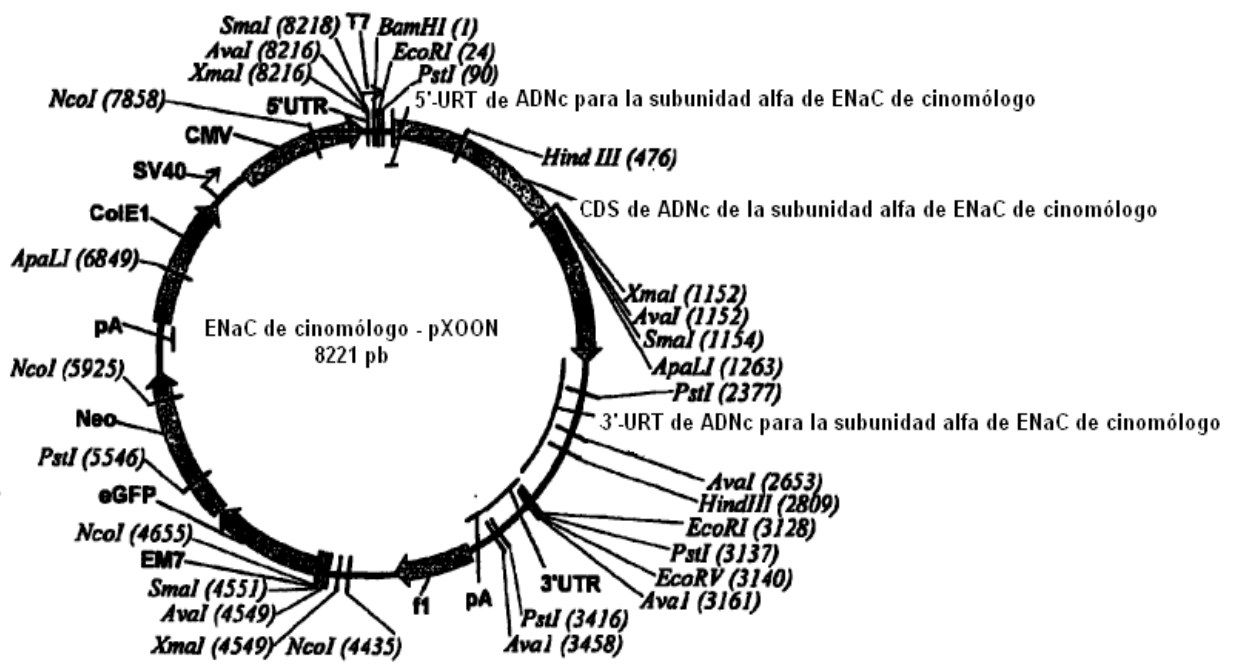 SmaI (8218)
T7
BamHI (1)
AvaI (8216)
EcoRI (24)
XmaI (8216)
PstI (90)
NcoI (7858)
5'UTR
5'-URT de ADNc para la subunidad alfa de ENaC de cinomólogo
CMV
Hind III (476)
SV40
CDS de ADNc de la subunidad alfa de ENaC de cinomólogo
ColE1
ApaLI (6849)
XmaI (1152)
AvaI (1152)
SmaI (1154)
ApaLI (1263)
pA
ENaC de cinomólogo - pXOON
8221 pb
NcoI (5925)
PstI (2377)
Neo
3'-URT de ADNc para la subunidad alfa de ENaC de cinomólogo
PstI (5546)
AvaI (2653)
eGFP
HindIII (2809)
EcoRI (3128)
NcoI (4655)
PstI (3137)
EM7
EcoRV (3140)
SmaI (4551)
3'UTR
Ava1 (3161)
AvaI (4549)
f1
pA
PstI (3416)
XmaI (4549)
NcoI (4435)
Ava1 (3458)